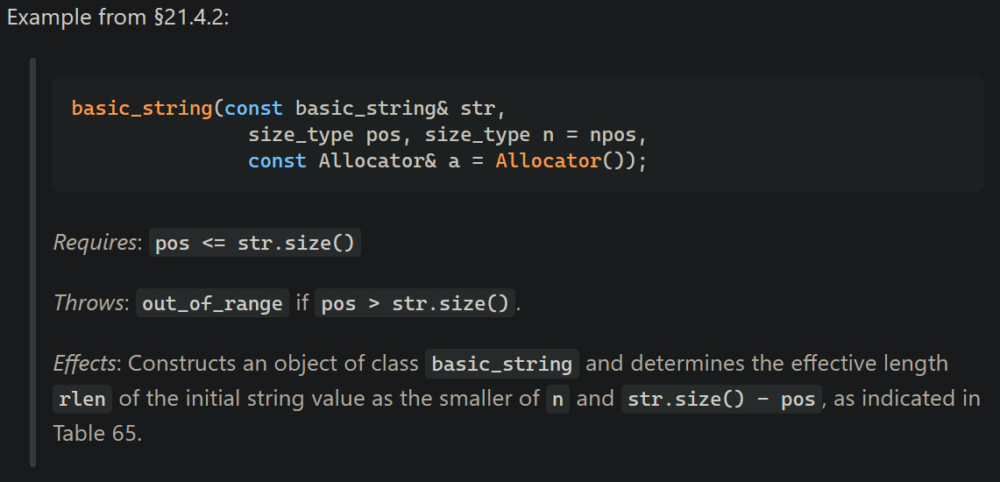 Example from §21.4.2:
basic_string(const basic_string& str,
size_type pos, size_type n = npos,
const Allocator& a = Allocator());
Requires: pos <= str.size()
Throws: out_of_range if pos > str.size().
Effects: Constructs an object of class basic_string and determines the effective length
rlen of the initial string value as the smaller of n and str.size() - pos, as indicated in
Table 65.